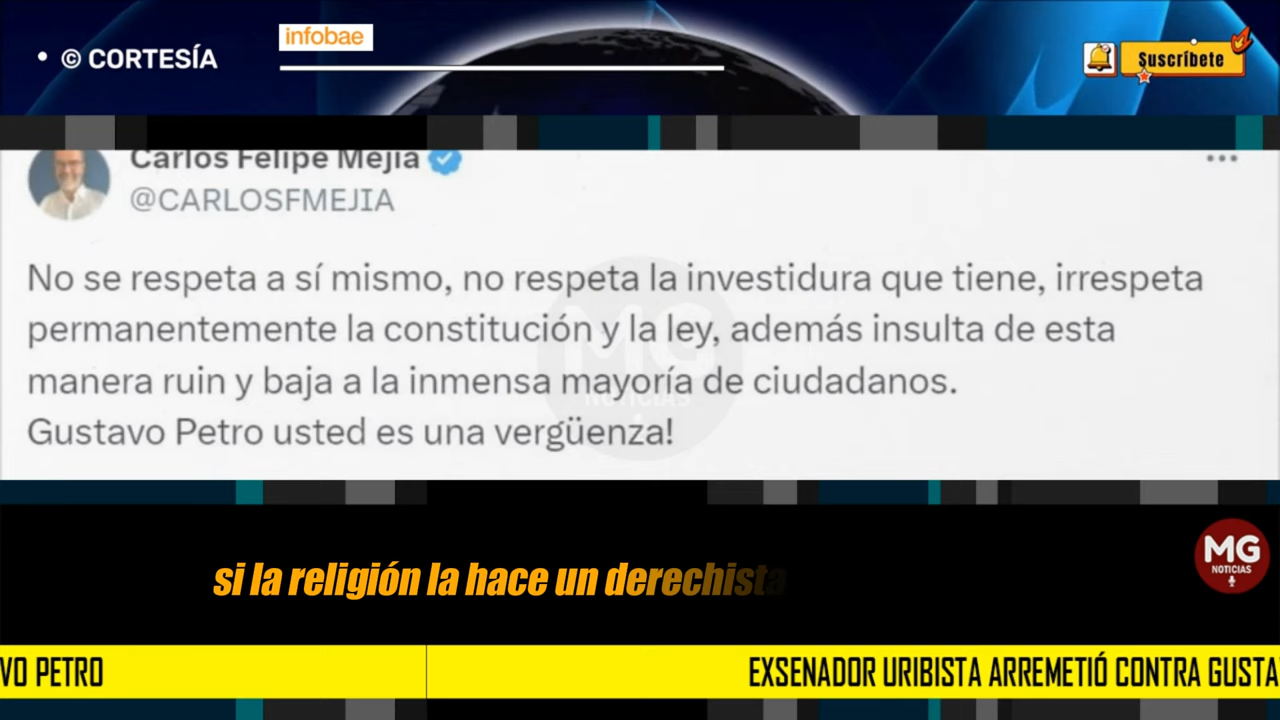 © CORTESÍA
infobae
Suscríbete
Carlos Felipe Mejía
@CARLOSFMEJIA
No se respeta a sí mismo, no respeta la investidura que tiene, irrespeta
permanentemente la constitución y la ley, además insulta de esta
manera ruin y baja a la inmensa mayoría de ciudadanos.
Gustavo Petro usted es una vergüenza!
MG
NOTICIAS
si la religión la hace un derechista
MG
NOTICIAS
VO PETRO
EXSENADOR URIBISTA ARREMETIÓ CONTRA GUSTA